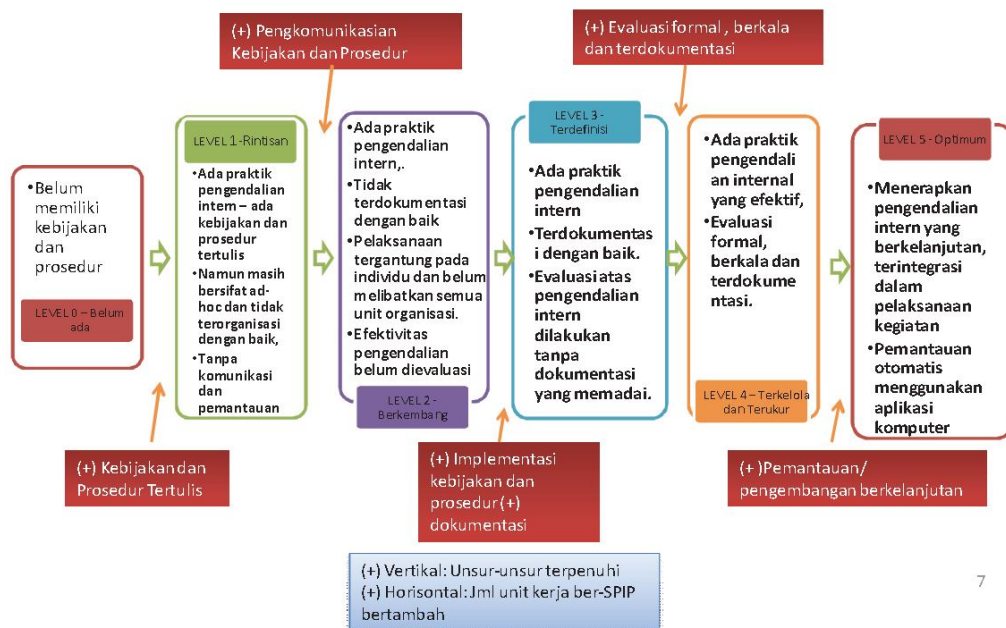 (+) Pengkomunikasian
Kebijakan dan Prosedur
(+) Evaluasi formal , berkala
dan terdokumentasi
•Belum
memiliki
kebijakan
dan
prosedur
LEVEL 0 – Belum
ada
LEVEL 1 -Rintisan
•Ada praktik
pengendalian
intern – ada
kebijakan dan
prosedur
tertulis
•Namun masih
bersifat ad-
hoc dan tidak
terorganisasi
dengan baik,
•Tanpa
komunikasi
dan
pemantauan
•Ada praktik
pengendalian
intern,.
•Tidak
terdokumentasi
dengan baik
•Pelaksanaan
tergantung pada
individu dan belum
melibatkan semua
unit organisasi.
•Efektivitas
pengendalian
belum dievaluasi
LEVEL 2 -
Berkembang
LEVEL 3 -
Terdefinisi
•Ada praktik
pengendalian
intern
•Terdokumentas
i dengan baik.
•Evaluasi atas
pengendalian
intern
dilakukan
tanpa
dokumentasi
yang memadai.
•Ada praktik
pengendali
an internal
yang efektif,
•Evaluasi
formal,
berkala dan
terdokume
ntasi.
LEVEL 4 – Terkelola
dan Terukur
LEVEL 5 - Optimum
•Menerapkan
pengendalian
intern yang
berkelanjutan,
terintegrasi
dalam
pelaksanaan
kegiatan
•Pemantauan
otomatis
menggunakan
aplikasi
komputer
(+) Kebijakan dan
Prosedur Tertulis
(+) Implementasi
kebijakan dan
prosedur (+)
dokumentasi
(+ )Pemantauan/
pengembangan berkelanjutan
(+) Vertikal: Unsur-unsur terpenuhi
(+) Horisontal: Jml unit kerja ber-SPIP
bertambah
7